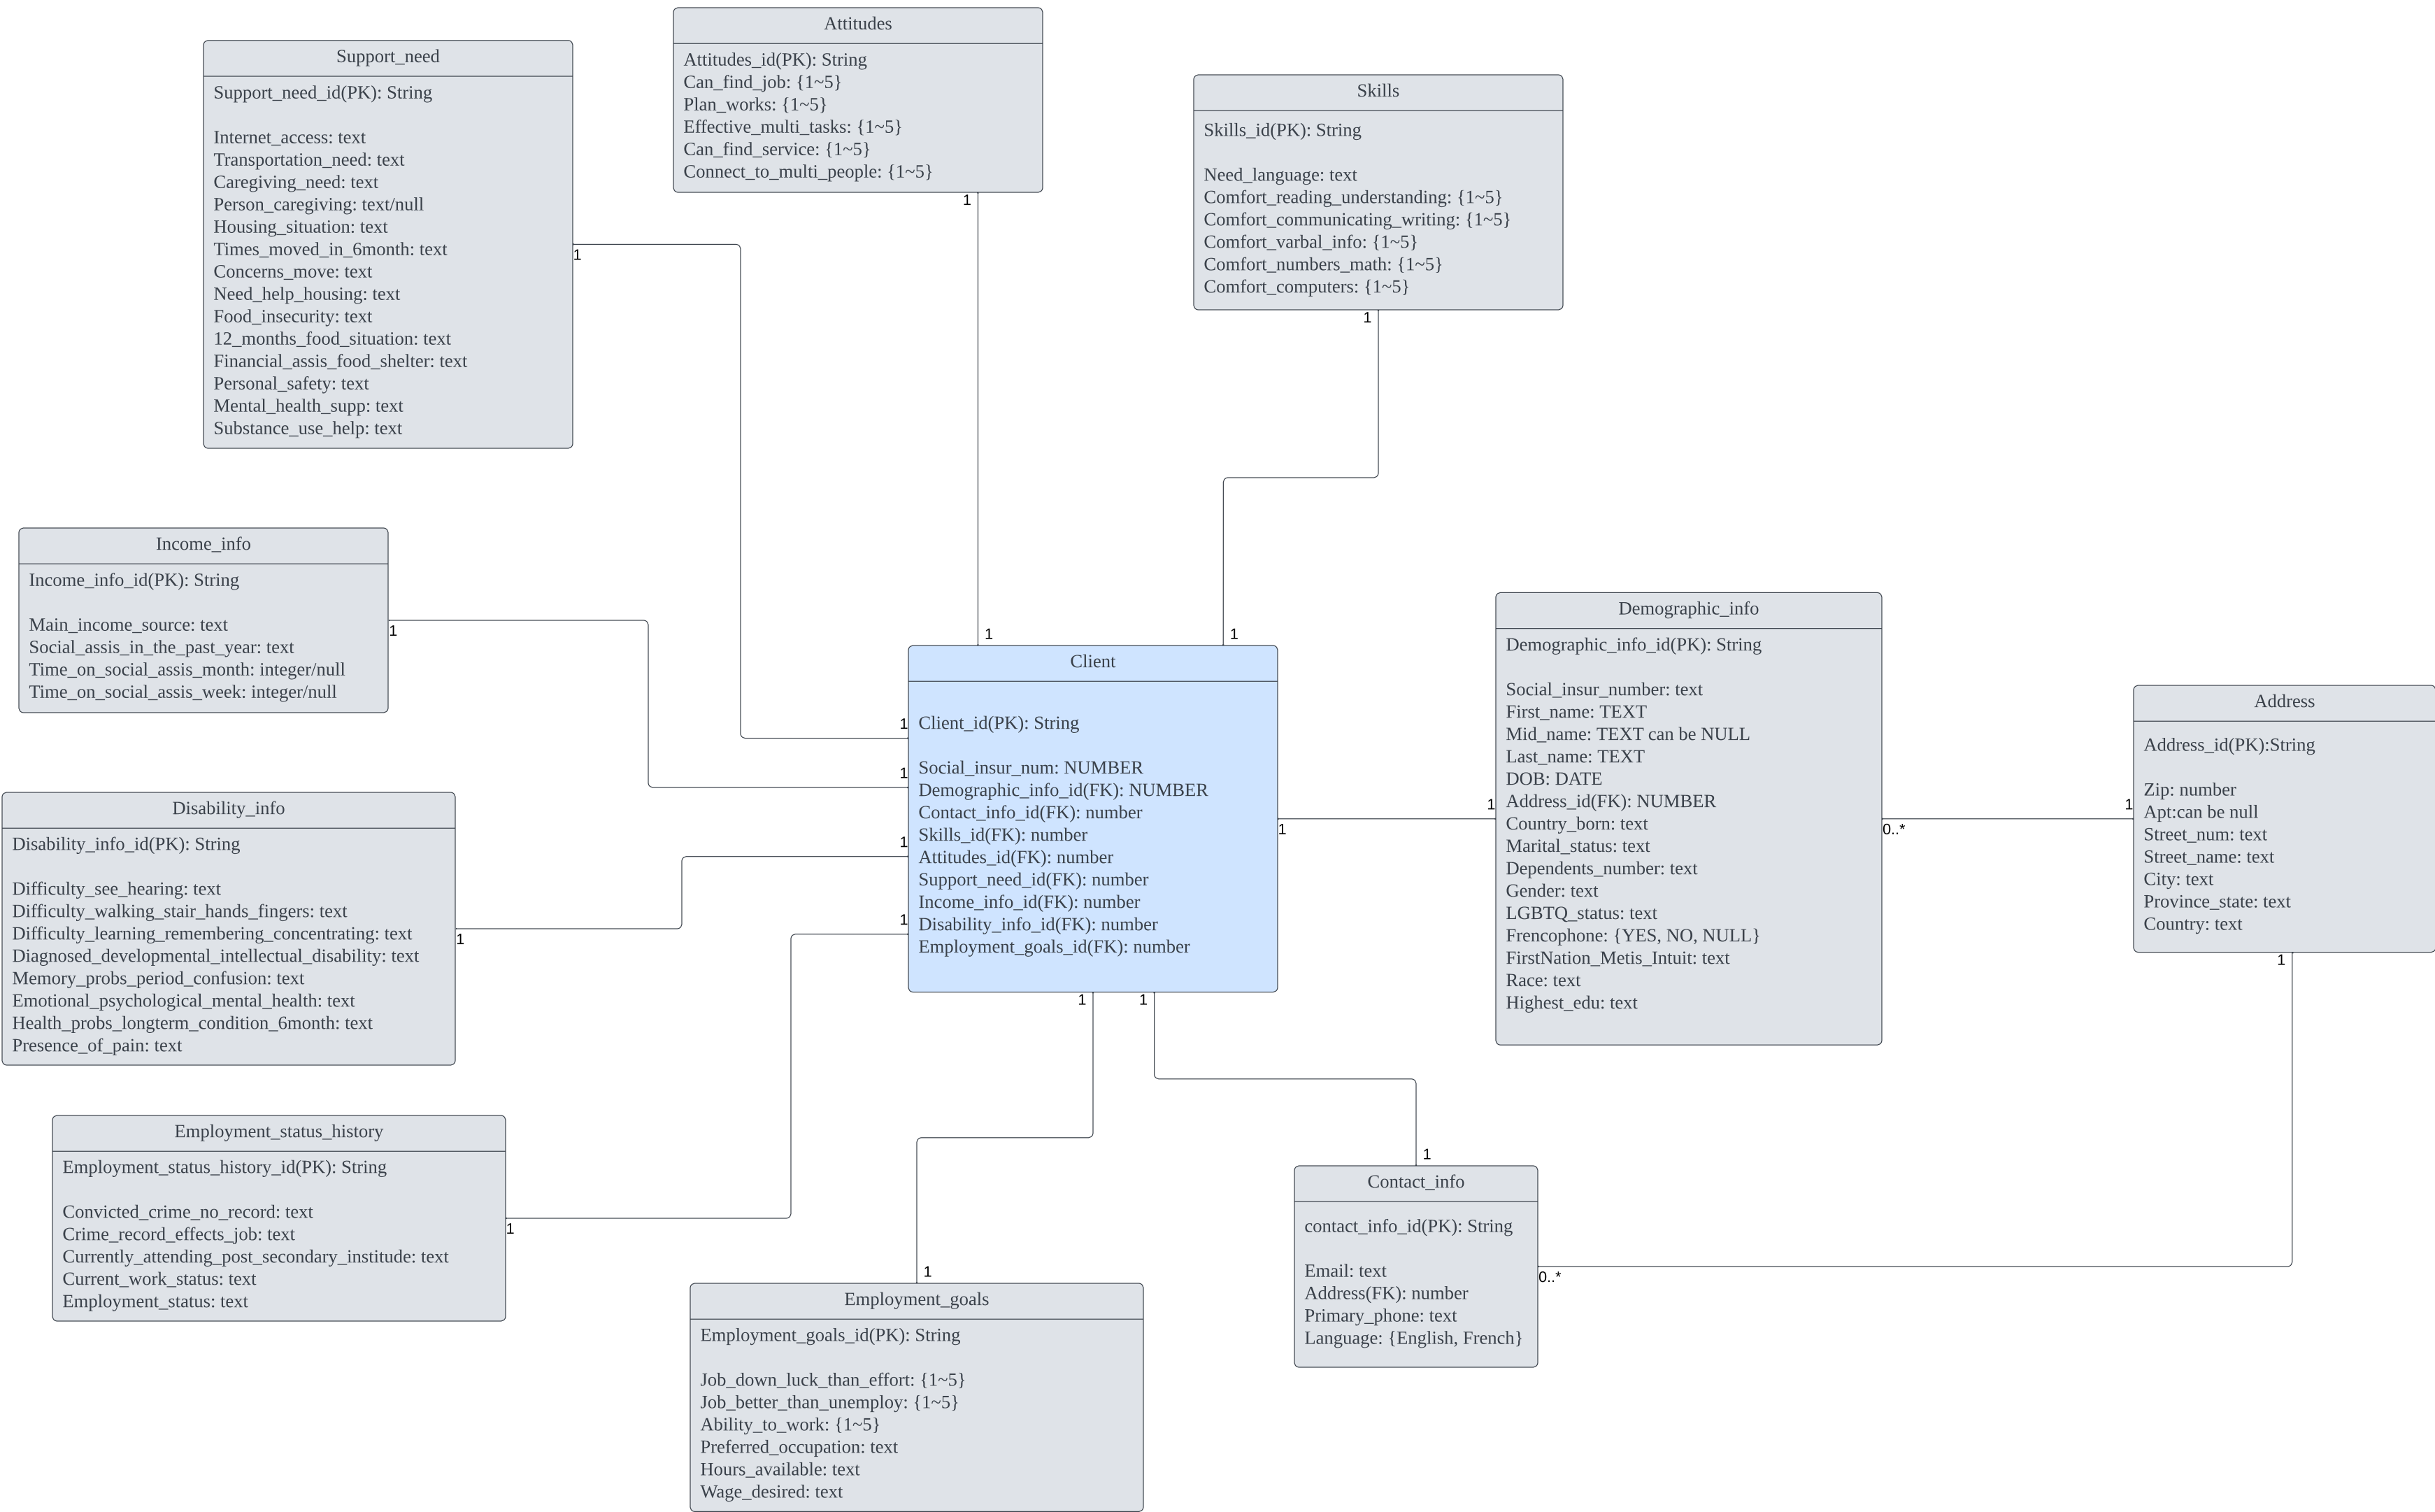 Attitudes
Attitudes_id(PK): String
Can_find_job: {1~5}
Plan_works: {1~5}
Effective_multi_tasks: {1~5}
Can_find_service: {1~5}
Connect_to_multi_people: {1~5}
1
1
Support_need
Support_need_id(PK): String
Internet_access: text
Transportation_need: text
Caregiving_need: text
Person_caregiving: text/null
Housing_situation: text
Times_moved_in_6month: text
Concerns_move: text
Need_help_housing: text
Food_insecurity: text
12_months_food_situation: text
Financial_assis_food_shelter: text
Personal_safety: text
Mental_health_supp: text
Substance_use_help: text
1
1
Skills
Skills_id(PK): String
Need_language: text
Comfort_reading_understanding: {1~5}
Comfort_communicating_writing: {1~5}
Comfort_varbal_info: {1~5}
Comfort_numbers_math: {1~5}
Comfort_computers: {1~5}
1
1
Income_info
Income_info_id(PK): String
Main_income_source: text
Social_assis_in_the_past_year: text
Time_on_social_assis_month: integer/null
Time_on_social_assis_week: integer/null
1
1
Client
Client_id(PK): String
Social_insur_num: NUMBER
Demographic_info_id(FK): NUMBER
Contact_info_id(FK): number
Skills_id(FK): number
Attitudes_id(FK): number
Support_need_id(FK): number
Income_info_id(FK): number
Disability_info_id(FK): number
Employment_goals_id(FK): number
1
1
Demographic_info
Demographic_info_id(PK): String
Social_insur_number: text
First_name: TEXT
Mid_name: TEXT can be NULL
Last_name: TEXT
DOB: DATE
Address_id(FK): NUMBER
Country_born: text
Marital_status: text
Dependents_number: text
Gender: text
LGBTQ_status: text
Frencophone: {YES, NO, NULL}
FirstNation_Metis_Intuit: text
Race: text
Highest_edu: text
0..*
1
Address
Address_id(PK):String
Zip: number
Apt:can be null
Street_num: text
Street_name: text
City: text
Province_state: text
Country: text
1
Disability_info
Disability_info_id(PK): String
Difficulty_see_hearing: text
Difficulty_walking_stair_hands_fingers: text
Difficulty_learning_remembering_concentrating: text
Diagnosed_developmental_intellectual_disability: text
Memory_probs_period_confusion: text
Emotional_psychological_mental_health: text
Health_probs_longterm_condition_6month: text
Presence_of_pain: text
1
1
Employment_status_history
Employment_status_history_id(PK): String
Convicted_crime_no_record: text
Crime_record_effects_job: text
Currently_attending_post_secondary_institude: text
Current_work_status: text
Employment_status: text
1
1
1
1
Employment_goals
Employment_goals_id(PK): String
Job_down_luck_than_effort: {1~5}
Job_better_than_unemploy: {1~5}
Ability_to_work: {1~5}
Preferred_occupation: text
Hours_available: text
Wage_desired: text
1
1
Contact_info
contact_info_id(PK): String
Email: text
Address(FK): number
Primary_phone: text
Language: {English, French}
0..*